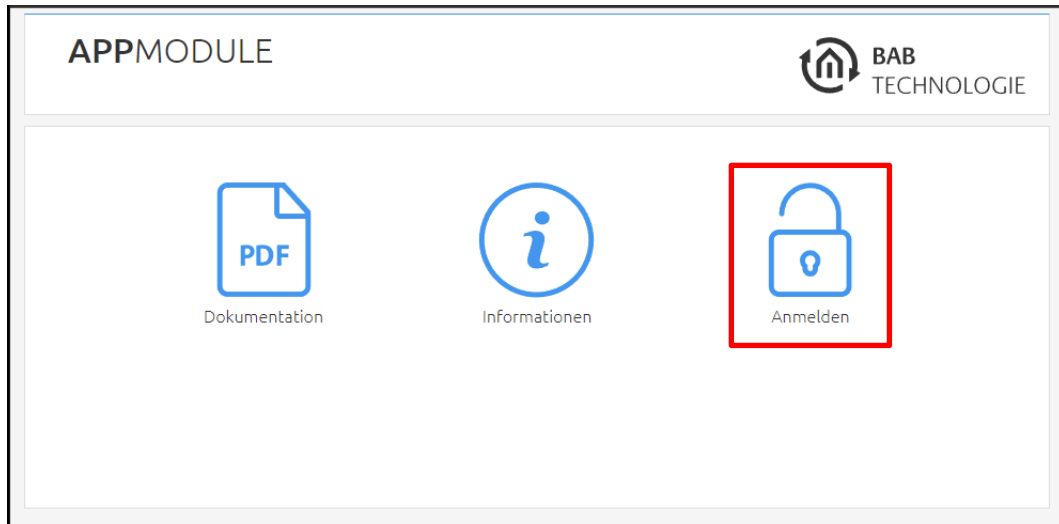 APPMODULE
BAB
TECHNOLOGIE
PDF
Dokumentation
Informationen
Anmelden